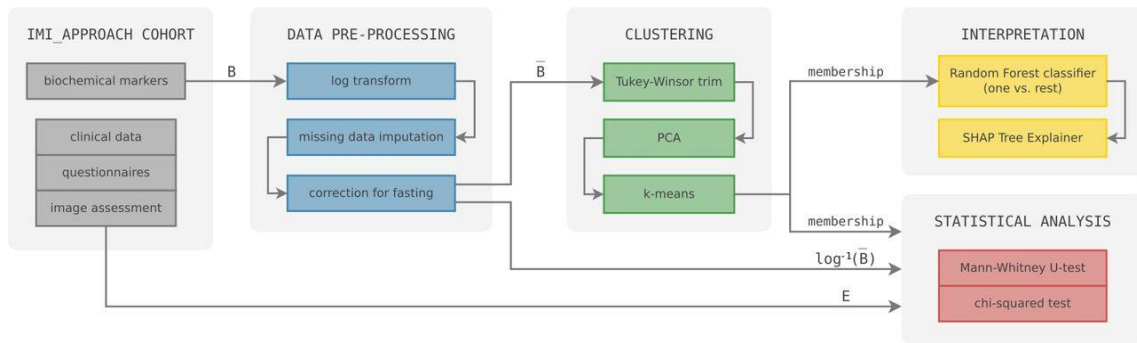 IMI_APPROACH COHORT
biochemical markers
clinical data
questionnaires
image assessment
B
DATA PRE-PROCESSING
log transform
missing data imputation
correction for fasting
B̅
CLUSTERING
Tukey-Winsor trim
PCA
k-means
membership
INTERPRETATION
Random Forest classifier
(one vs. rest)
SHAP Tree Explainer
membership
log⁻¹(B̅)
E
STATISTICAL ANALYSIS
Mann-Whitney U-test
chi-squared test